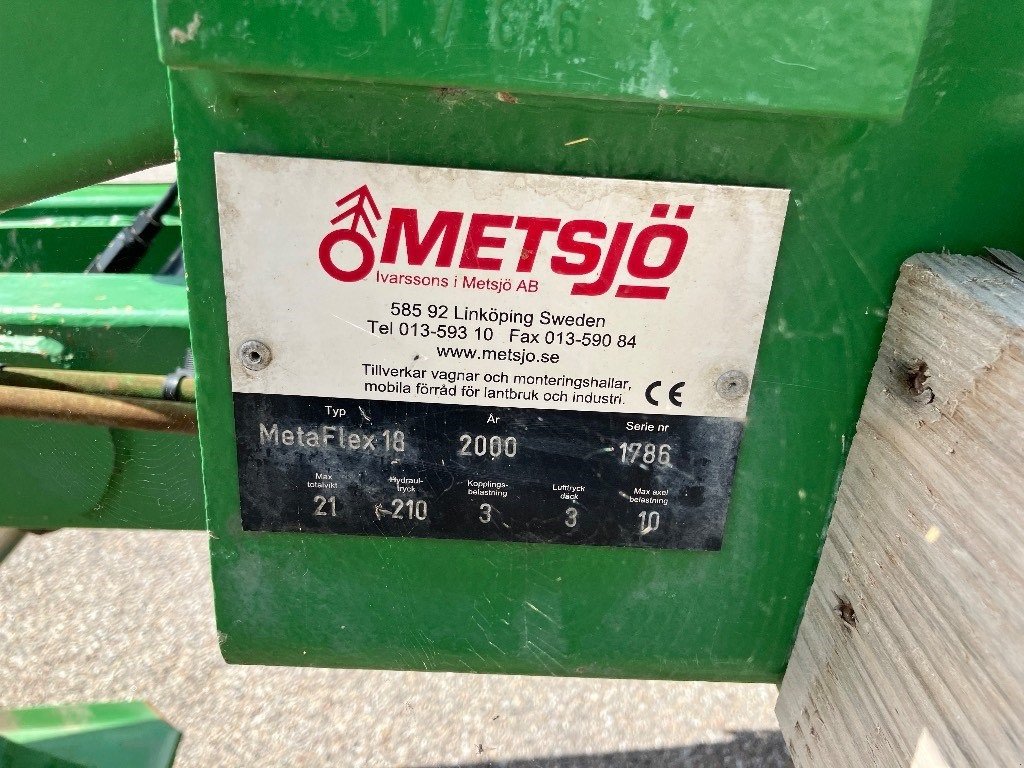 1786
METSJÖ
Ivarssons i Metsjö AB
585 92 Linköping Sweden
Tel 013-593 10 Fax 013-590 84
www.metsjo.se
Tillverkar vagnar och monteringshallar,
mobila förråd för lantbruk och industri. CE
Typ År Serie nr
MetaFlex 18 2000 1786
Max totalvikt Hydraul-tryck Kopplings-belastning Lufttryck däck Max axel belastning
21 210 3 3 10